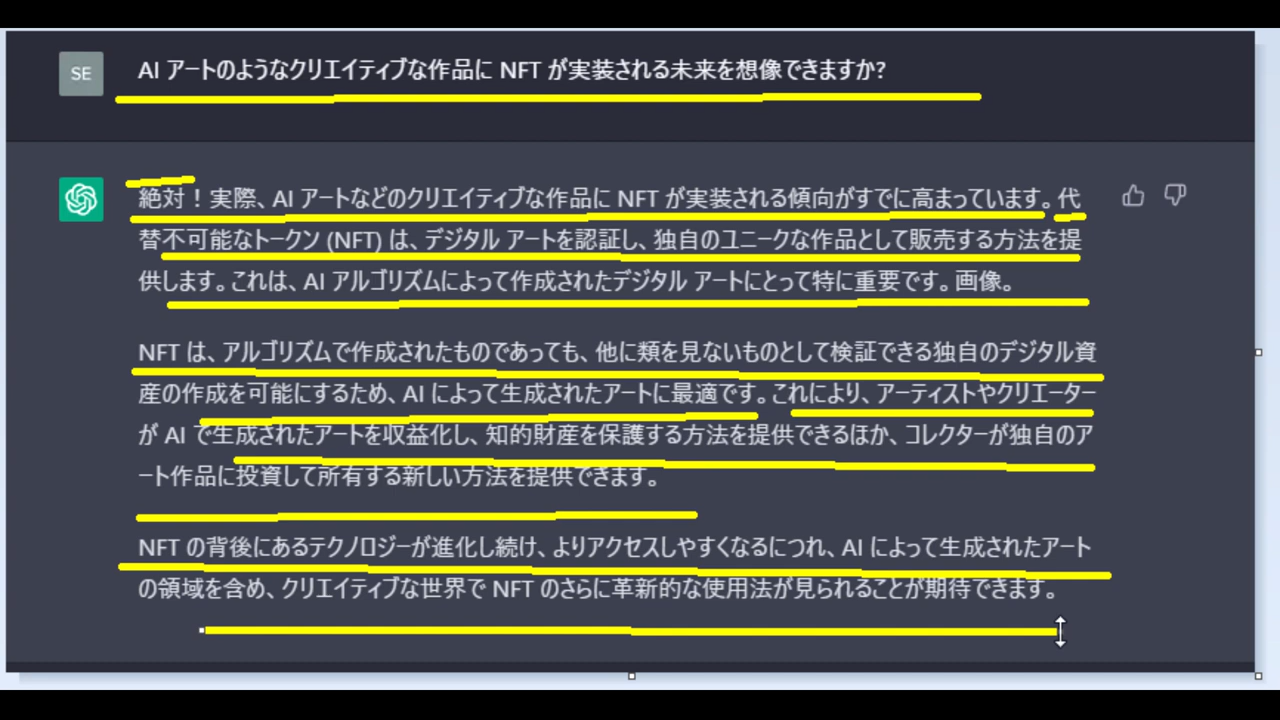 SE
AI アートのようなクリエイティブな作品に NFT が実装される未来を想像できますか?
絶対！実際、AI アートなどのクリエイティブな作品に NFT が実装される傾向がすでに高まっています。代
替不可能なトークン (NFT) は、デジタル アートを認証し、独自のユニークな作品として販売する方法を提
供します。これは、AI アルゴリズムによって作成されたデジタル アートにとって特に重要です。画像。
NFT は、アルゴリズムで作成されたものであっても、他に類を見ないものとして検証できる独自のデジタル資
産の作成を可能にするため、AI によって生成されたアートに最適です。これにより、アーティストやクリエーター
が AI で生成されたアートを収益化し、知的財産を保護する方法を提供できるほか、コレクターが独自のア
ート作品に投資して所有する新しい方法を提供できます。
NFT の背後にあるテクノロジーが進化し続け、よりアクセスしやすくなるにつれ、AI によって生成されたアート
の領域を含め、クリエイティブな世界で NFT のさらに革新的な使用法が見られることが期待できます。